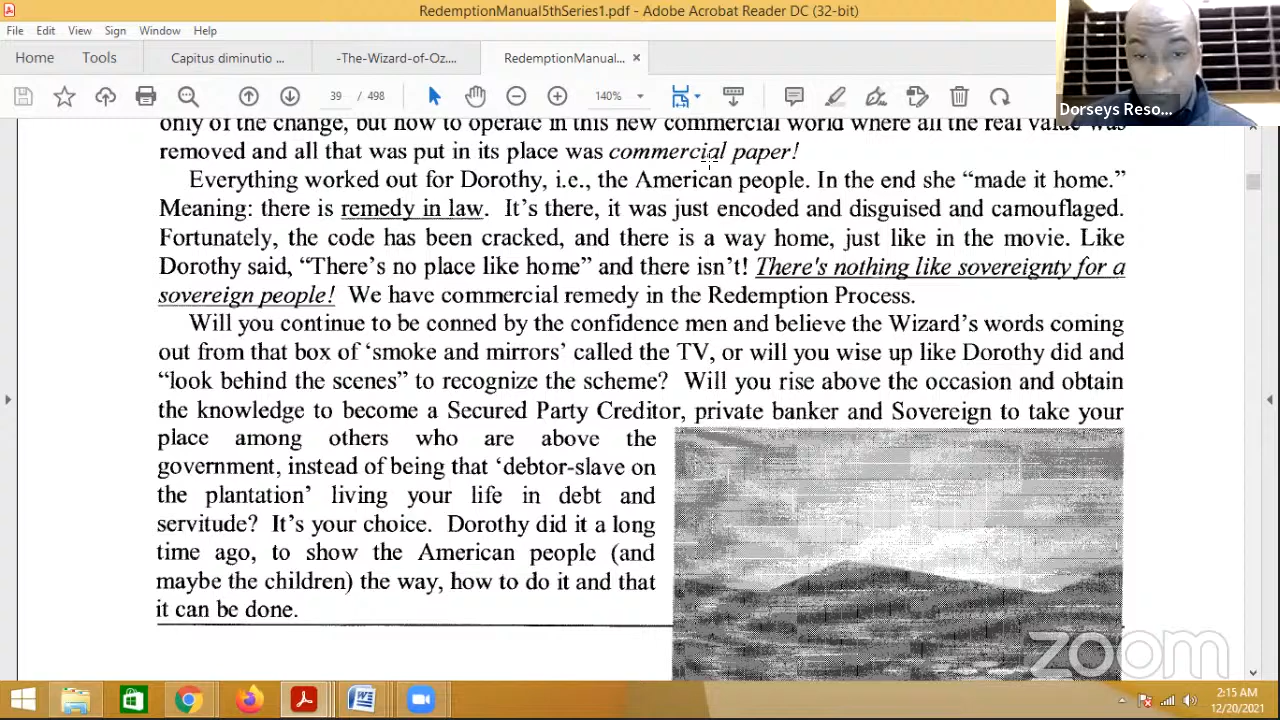 RedemptionManual5thSeries1.pdf - Adobe Acrobat Reader DC (32-bit)
File Edit View Sign Window Help
Home Tools Capitus diminutio ... -The-Wizard-of-Oz.... RedemptionManual... ×
39 / 498 140%
Dorseys Reso...
only of the change, but how to operate in this new commercial world where all the real value was
removed and all that was put in its place was commercial paper!
Everything worked out for Dorothy, i.e., the American people. In the end she “made it home.”
Meaning: there is remedy in law. It’s there, it was just encoded and disguised and camouflaged.
Fortunately, the code has been cracked, and there is a way home, just like in the movie. Like
Dorothy said, “There’s no place like home” and there isn’t! There's nothing like sovereignty for a
sovereign people! We have commercial remedy in the Redemption Process.
Will you continue to be conned by the confidence men and believe the Wizard’s words coming
out from that box of ‘smoke and mirrors’ called the TV, or will you wise up like Dorothy did and
“look behind the scenes” to recognize the scheme? Will you rise above the occasion and obtain
the knowledge to become a Secured Party Creditor, private banker and Sovereign to take your
place among others who are above the
government, instead of being that ‘debtor-slave on
the plantation’ living your life in debt and
servitude? It’s your choice. Dorothy did it a long
time ago, to show the American people (and
maybe the children) the way, how to do it and that
it can be done.
zoom
2:15 AM
12/20/2021